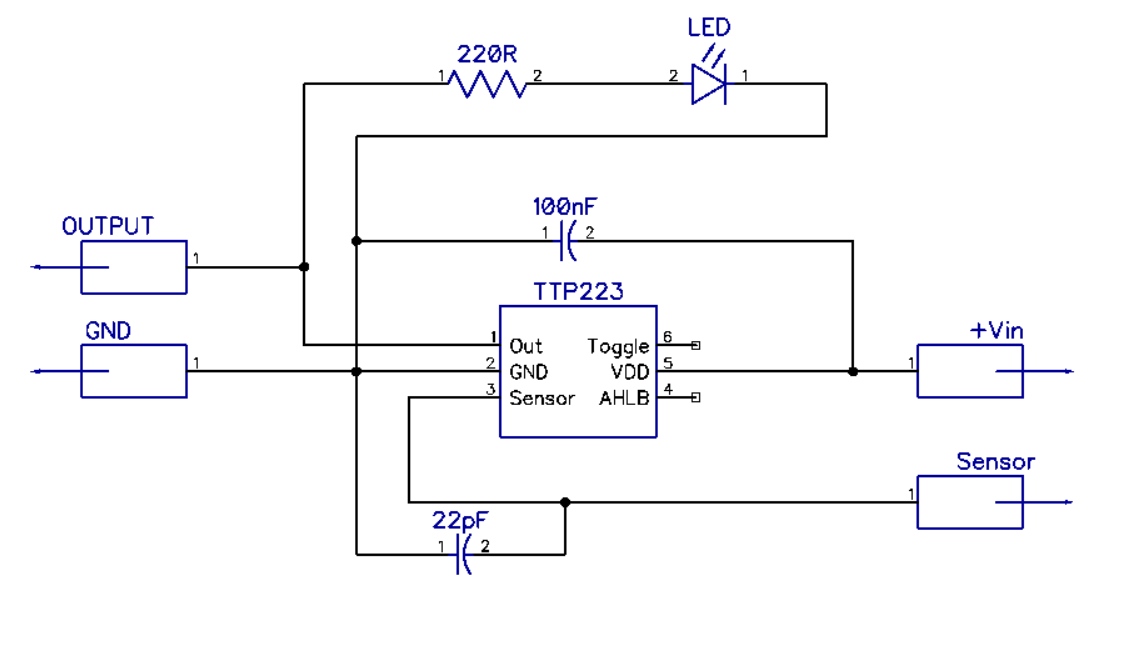 LED
220R
1 2 2 1
100nF
OUTPUT
1 2
1
TTP223
GND
+Vin
1 Out Toggle 6
1 2 GND VDD 5 1
3 Sensor AHLB 4
Sensor
1
22pF
1 2